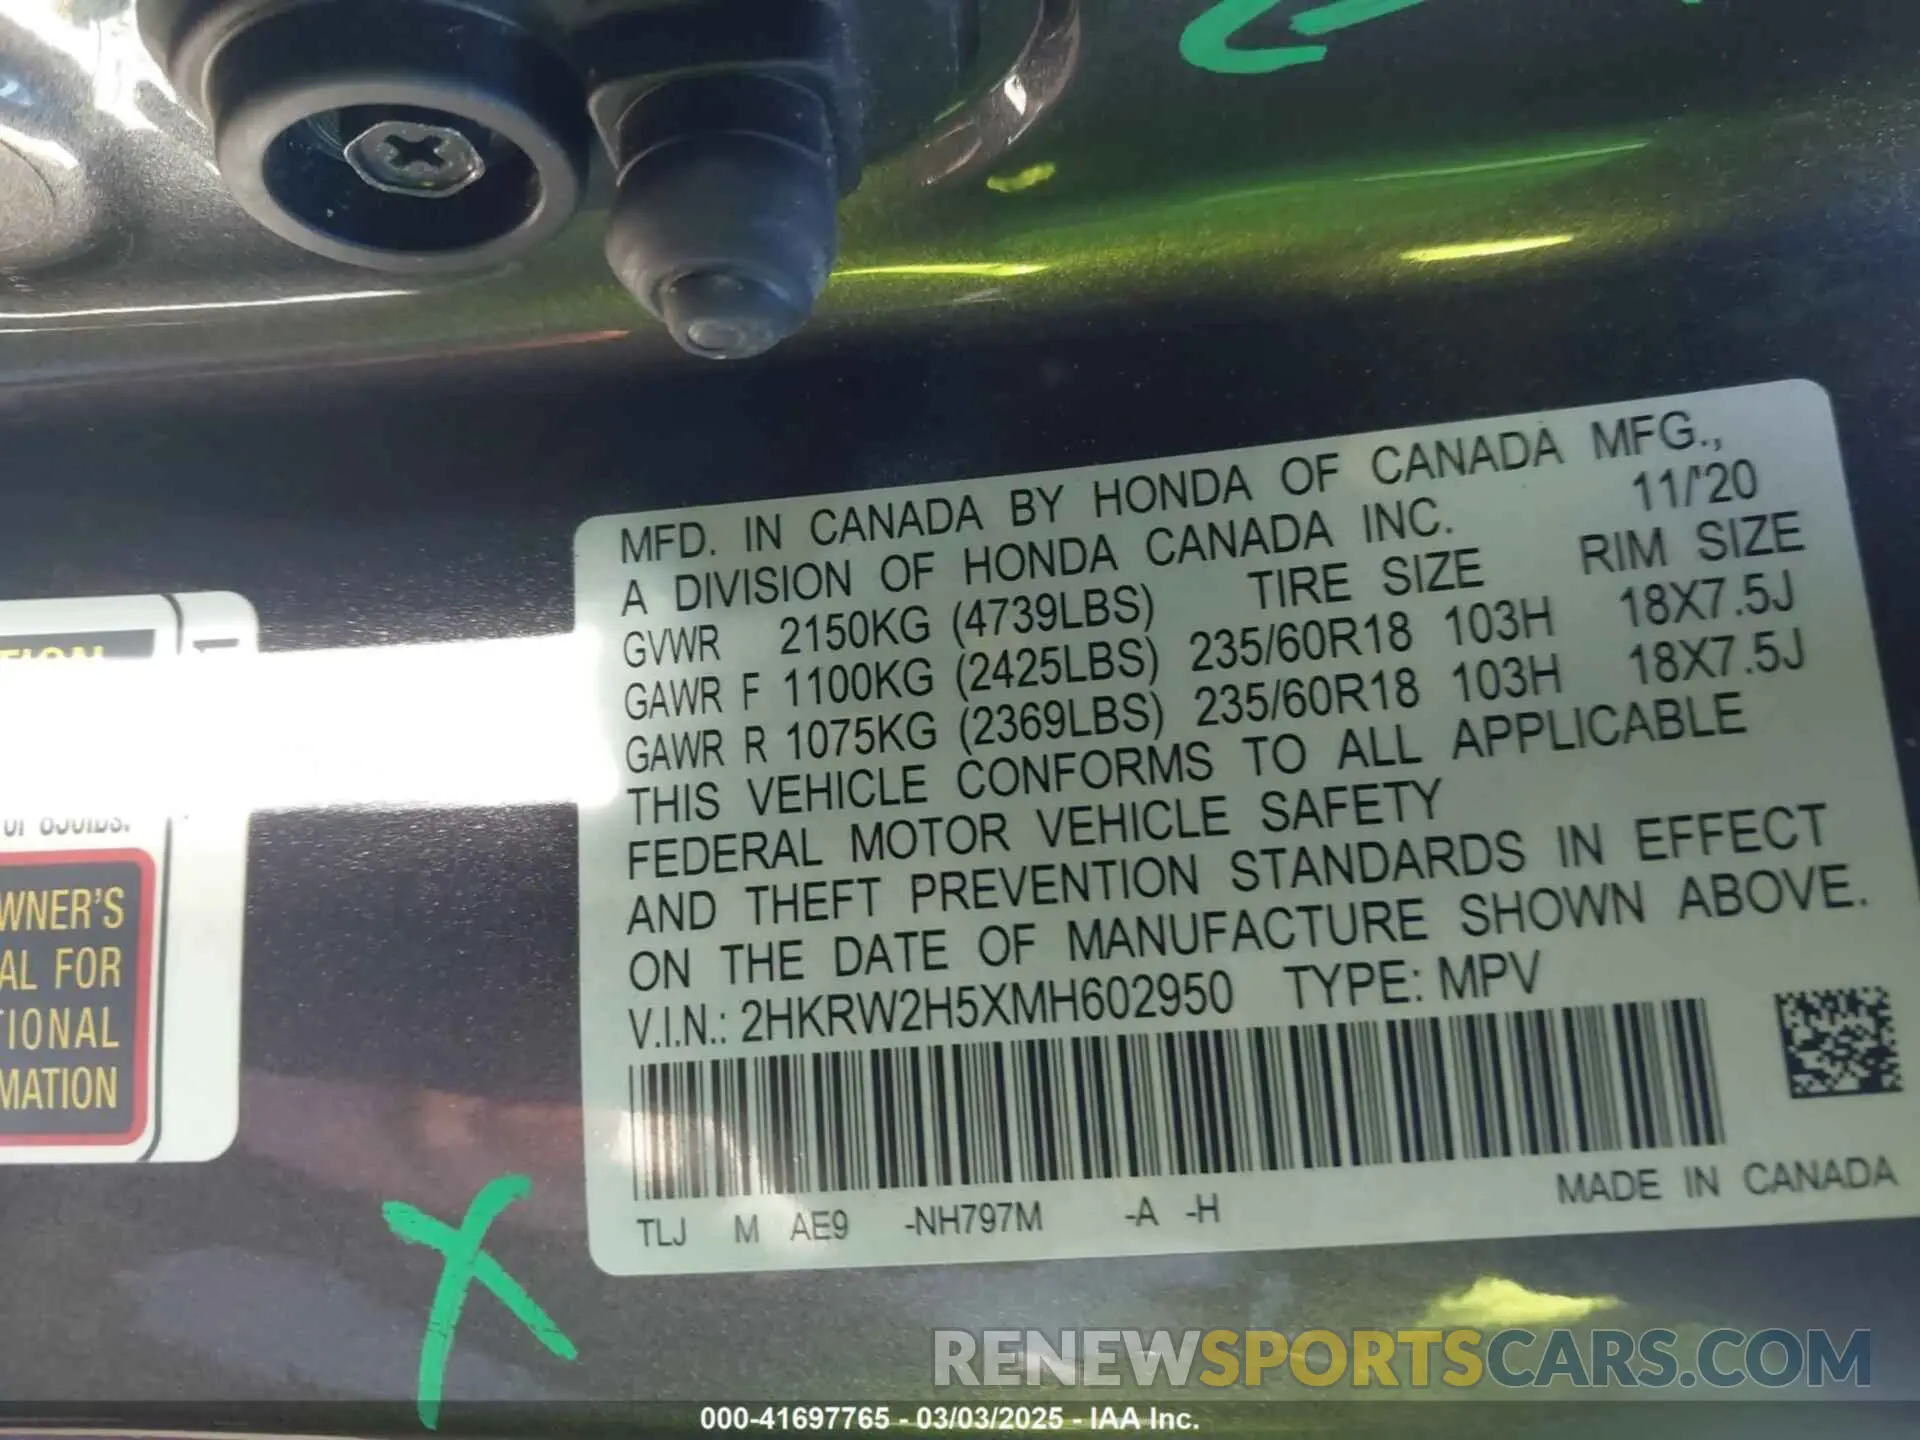 MFD. IN CANADA BY HONDA OF CANADA MFG.,
A DIVISION OF HONDA CANADA INC. 11/'20
GVWR 2150KG (4739LBS) TIRE SIZE RIM SIZE
GAWR F 1100KG (2425LBS) 235/60R18 103H 18X7.5J
GAWR R 1075KG (2369LBS) 235/60R18 103H 18X7.5J
THIS VEHICLE CONFORMS TO ALL APPLICABLE
FEDERAL MOTOR VEHICLE SAFETY
AND THEFT PREVENTION STANDARDS IN EFFECT
ON THE DATE OF MANUFACTURE SHOWN ABOVE.
V.I.N.: 2HKRW2H5XMH602950 TYPE: MPV
TLJ M AE9 -NH797M -A -H
MADE IN CANADA
WNER'S
AL FOR
TIONAL
MATION
X
RENEWSPORTSCARS.COM
000-41697765 - 03/03/2025 - IAA Inc.